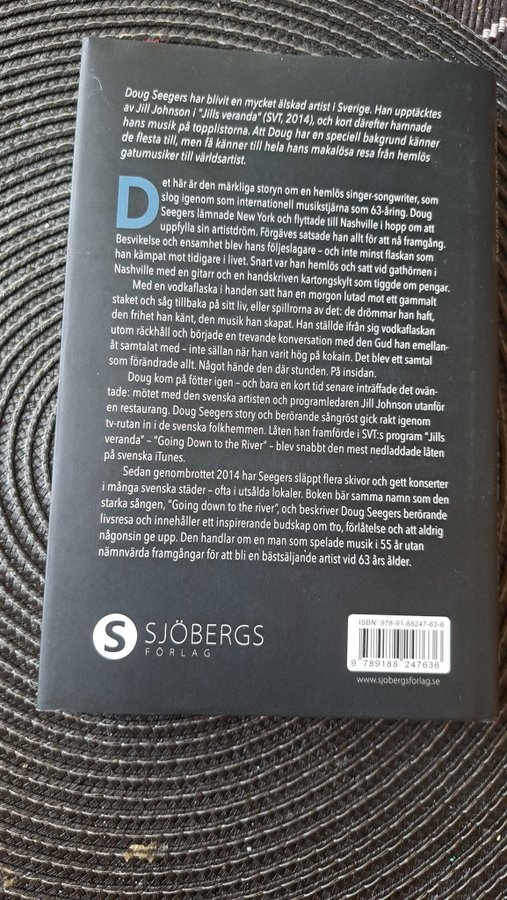 Doug Seegers har blivit en mycket älskad artist i Sverige. Han upptäcktes
av Jill Johnson i "Jills veranda" (SVT, 2014), och kort därefter hamnade
hans musik på topplistorna. Att Doug har en speciell bakgrund känner
de flesta till, men få känner till hela hans makalösa resa från hemlös
gatumusiker till världsartist.
Det här är den märkliga storyn om en hemlös singer-songwriter, som
slog igenom som internationell musikstjärna som 63-åring. Doug
Seegers lämnade New York och flyttade till Nashville i hopp om att
uppfylla sin artistdröm. Förgäves satsade han allt för att nå framgång.
Besvikelse och ensamhet blev hans följeslagare – och inte minst flaskan som
han kämpat mot tidigare i livet. Snart var han hemlös och satt vid gathörnen i
Nashville med en gitarr och en handskriven kartongskylt som tiggde om pengar.
Med en vodkaflaska i handen satt han en morgon lutad mot ett gammalt
staket och såg tillbaka på sitt liv, eller spillrorna av det: de drömmar han haft,
den frihet han känt, den musik han skapat. Han ställde ifrån sig vodkaflaskan
utom räckhåll och började en trevande konversation med den Gud han emellan-
åt samtalat med – inte sällan när han varit hög på kokain. Det blev ett samtal
som förändrade allt. Något hände den där stunden. På insidan.
Doug kom på fötter igen – och bara en kort tid senare inträffade det ovän-
tade: mötet med den svenska artisten och programledaren Jill Johnson utanför
en restaurang. Doug Seegers story och berörande sångröst gick rakt igenom
tv-rutan in i de svenska folkhemmen. Låten han framförde i SVT:s program "Jills
veranda" – "Going Down to the River" – blev snabbt den mest nedladdade låten
på svenska iTunes.
Sedan genombrottet 2014 har Seegers släppt flera skivor och gett konserter
i många svenska städer – ofta i utsålda lokaler. Boken bär samma namn som den
starka sången, "Going down to the river", och beskriver Doug Seegers berörande
livsresa och innehåller ett inspirerande budskap om tro, förlåtelse och att aldrig
någonsin ge upp. Den handlar om en man som spelade musik i 55 år utan
nämnvärda framgångar för att bli en bästsäljande artist vid 63 års ålder.
S SJÖBERGS
FÖRLAG
ISBN: 978-91-88247-63-6
9 789188 247636
www.sjobergsforlag.se